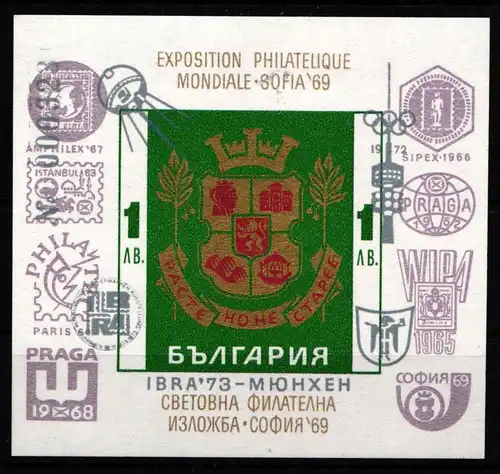 EXPOSITION PHILATELIQUE
MONDIALE·SOFIA'69
AMPHILEX'67
1972
SIPEX·1966
ISTANBUL'63
PRAGA
1962
1
ЛВ.
1
ЛВ.
РАСТЕ НО НЕ СТАРЕЕ
PHILATEC
PARIS
IBRA
WIPA
1965
БЪЛГАРИЯ
PRAGA
1968
IBRA'73–МЮНХЕН
СВЕТОВНА ФИЛАТЕЛНА
ИЗЛОЖБА·СОФИЯ'69
СОФИЯ 69